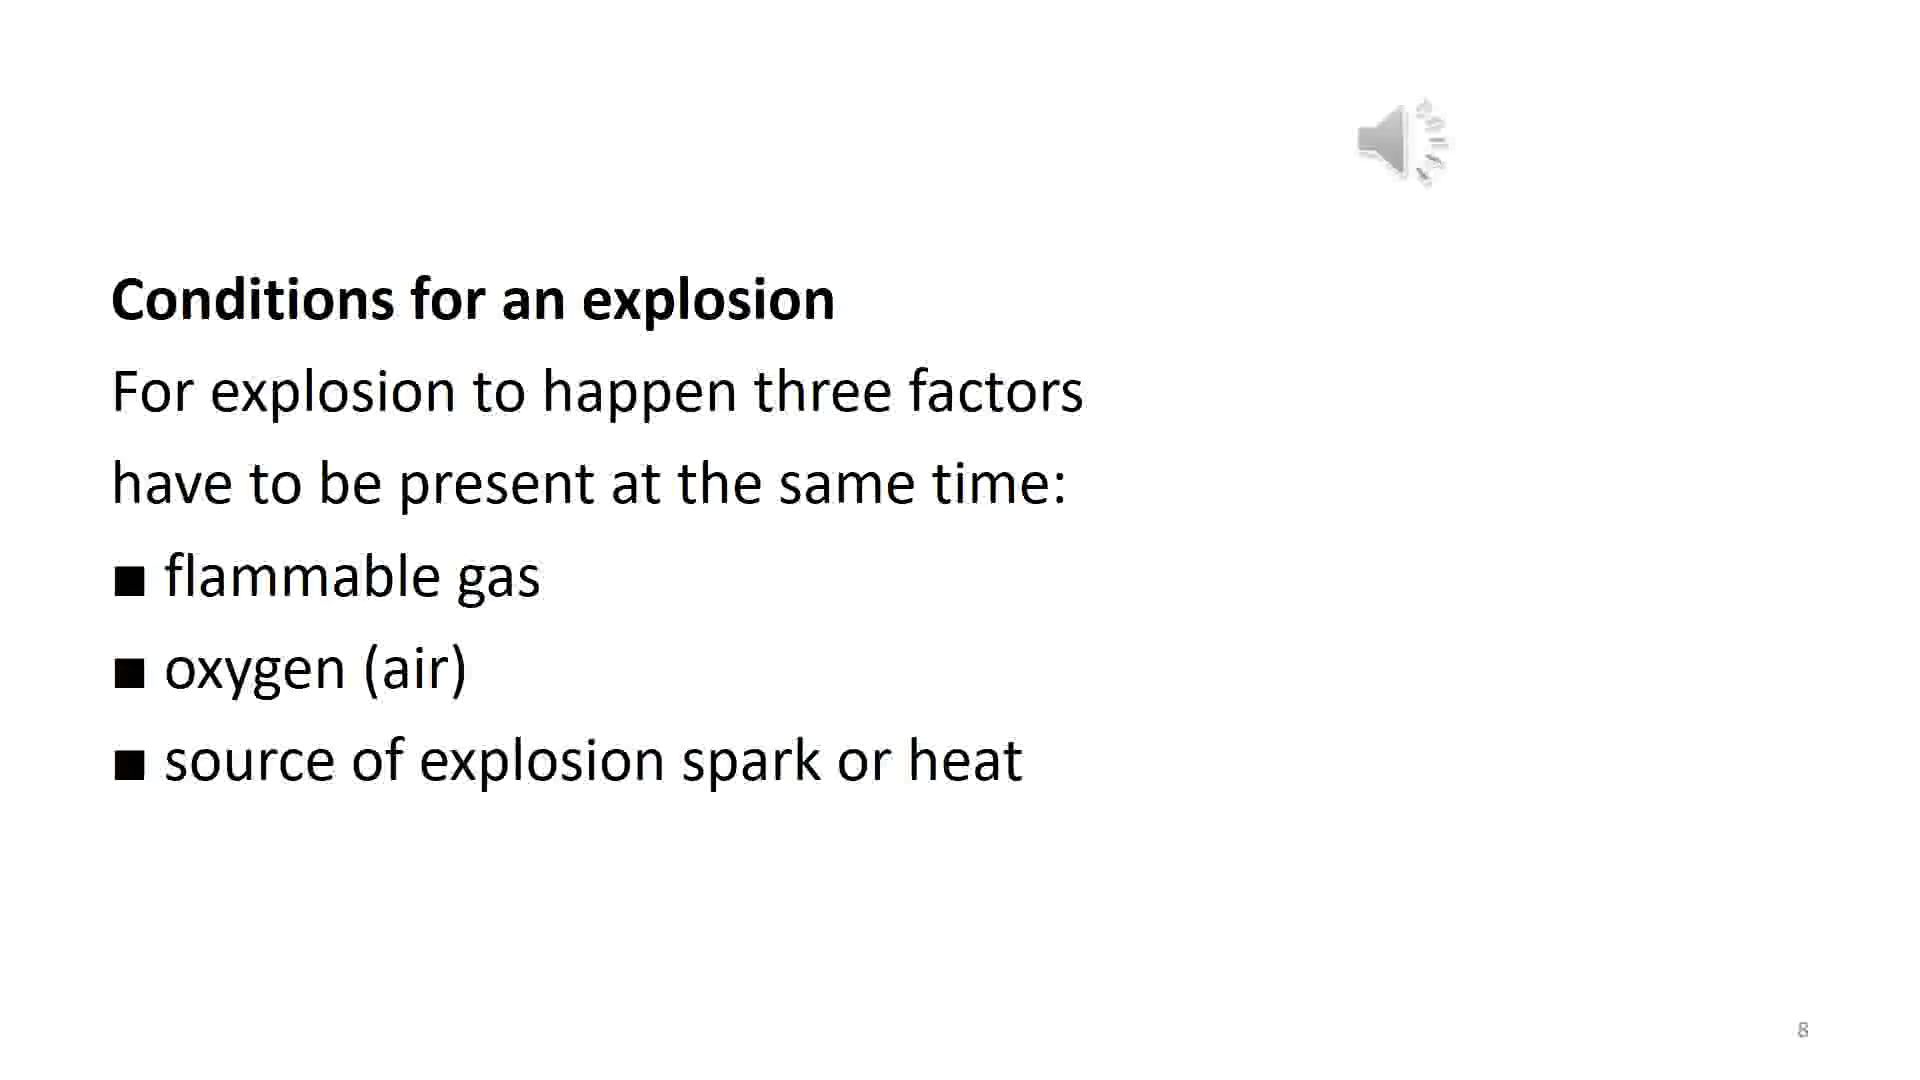 Conditions for an explosion
For explosion to happen three factors
have to be present at the same time:
■ flammable gas
■ oxygen (air)
■ source of explosion spark or heat
8